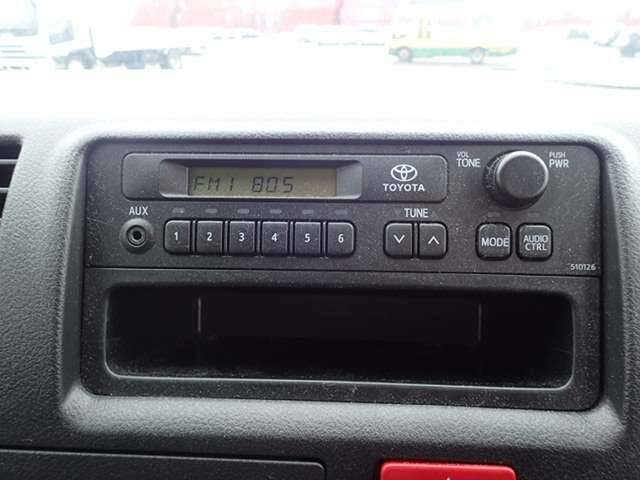 VOL PUSH
TONE PWR
FM1 80.5
TOYOTA
AUX
TUNE
1 2 3 4 5 6
MODE
AUDIO
CTRL
510126